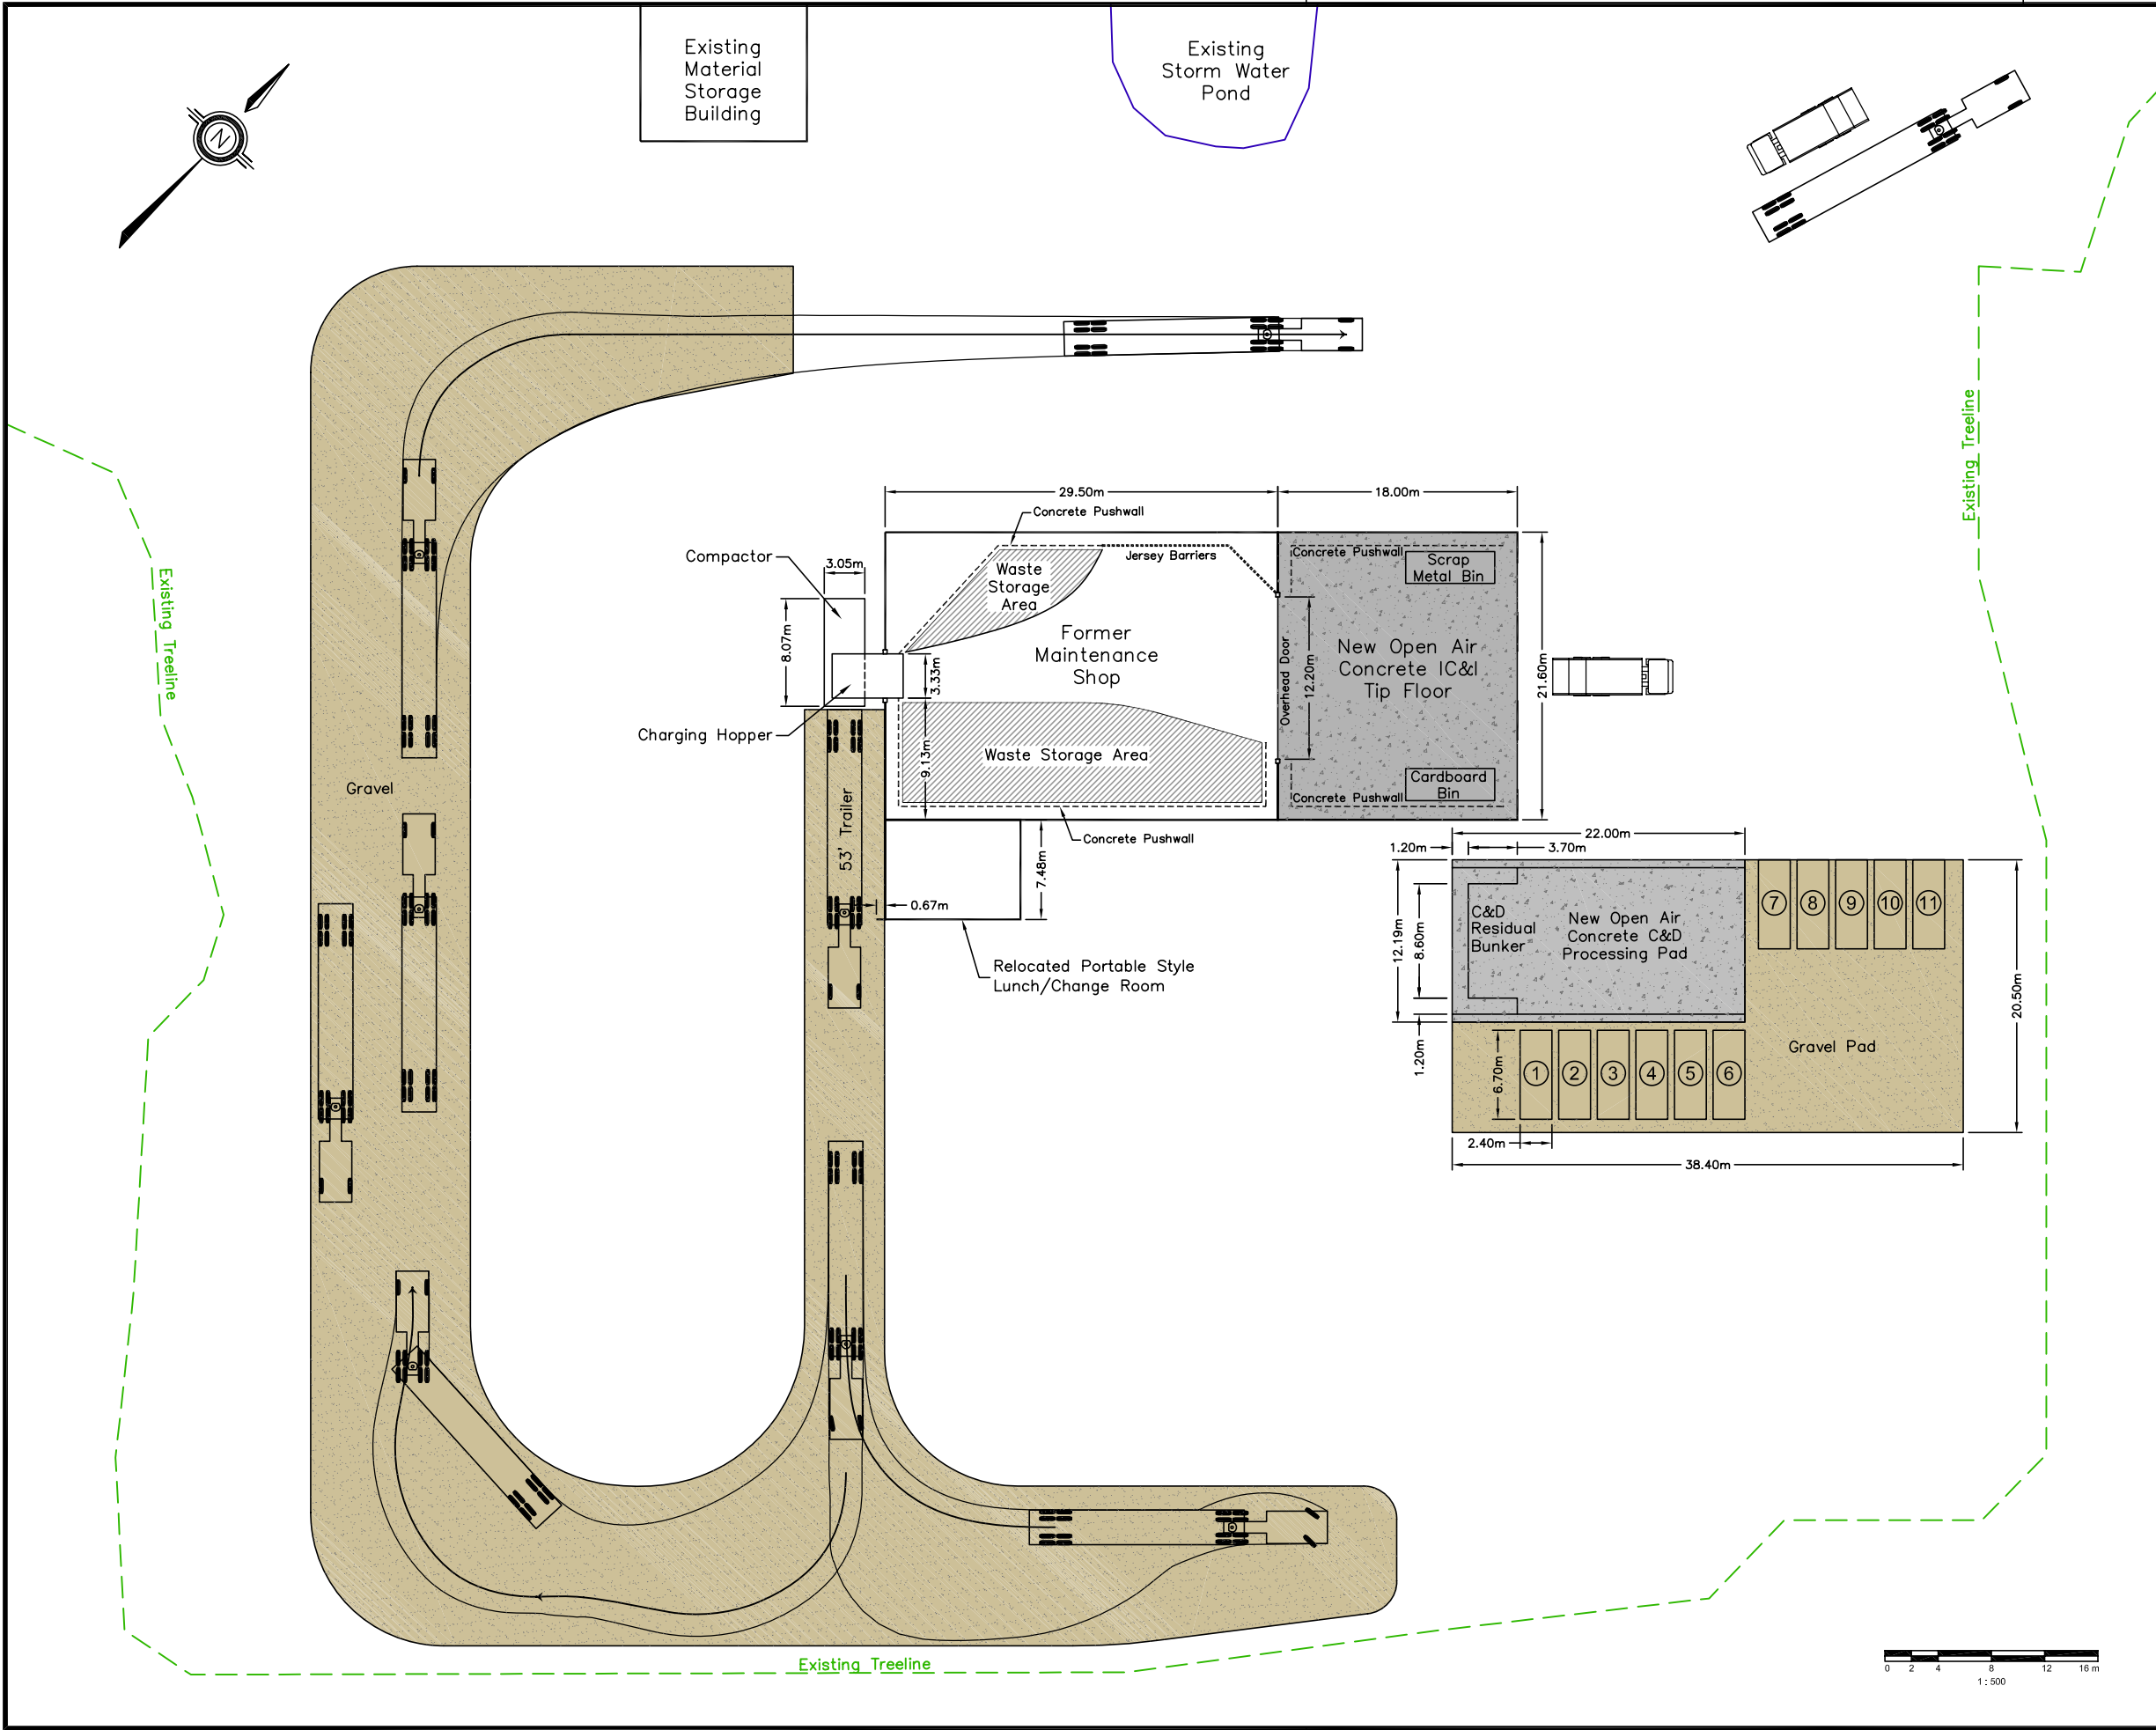 Existing
Material
Storage
Building
Existing
Storm Water
Pond
N
Existing Treeline
Existing Treeline
29.50m
18.00m
Concrete Pushwall
Jersey Barriers
Concrete Pushwall
Scrap
Metal Bin
Compactor
3.05m
Waste
Storage
Area
8.07m
Former
Maintenance
Shop
3.33m
Overhead Door
12.20m
New Open Air
Concrete IC&I
Tip Floor
21.60m
Charging Hopper
9.13m
Waste Storage Area
Cardboard
Bin
Concrete Pushwall
Gravel
53' Trailer
Concrete Pushwall
7.48m
0.67m
Relocated Portable Style
Lunch/Change Room
22.00m
1.20m
3.70m
12.19m
8.60m
C&D
Residual
Bunker
New Open Air
Concrete C&D
Processing Pad
7
8
9
10
11
20.50m
Gravel Pad
1.20m
6.70m
1
2
3
4
5
6
2.40m
38.40m
Existing Treeline
0 2 4 8 12 16 m
1 : 500